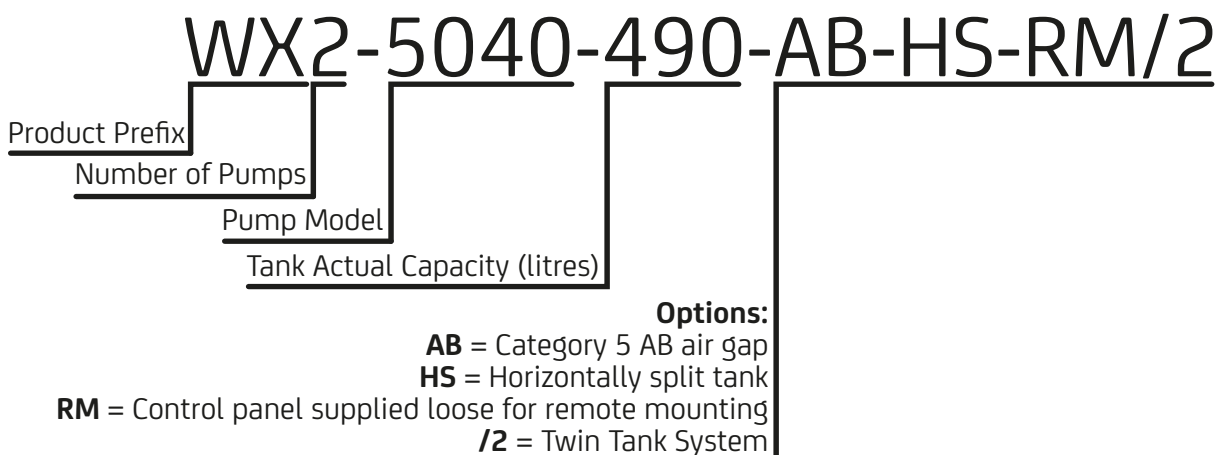 WX2-5040-490-AB-HS-RM/2
Product Prefix
Number of Pumps
Pump Model
Tank Actual Capacity (litres)
Options:
AB = Category 5 AB air gap
HS = Horizontally split tank
RM = Control panel supplied loose for remote mounting
/2 = Twin Tank System